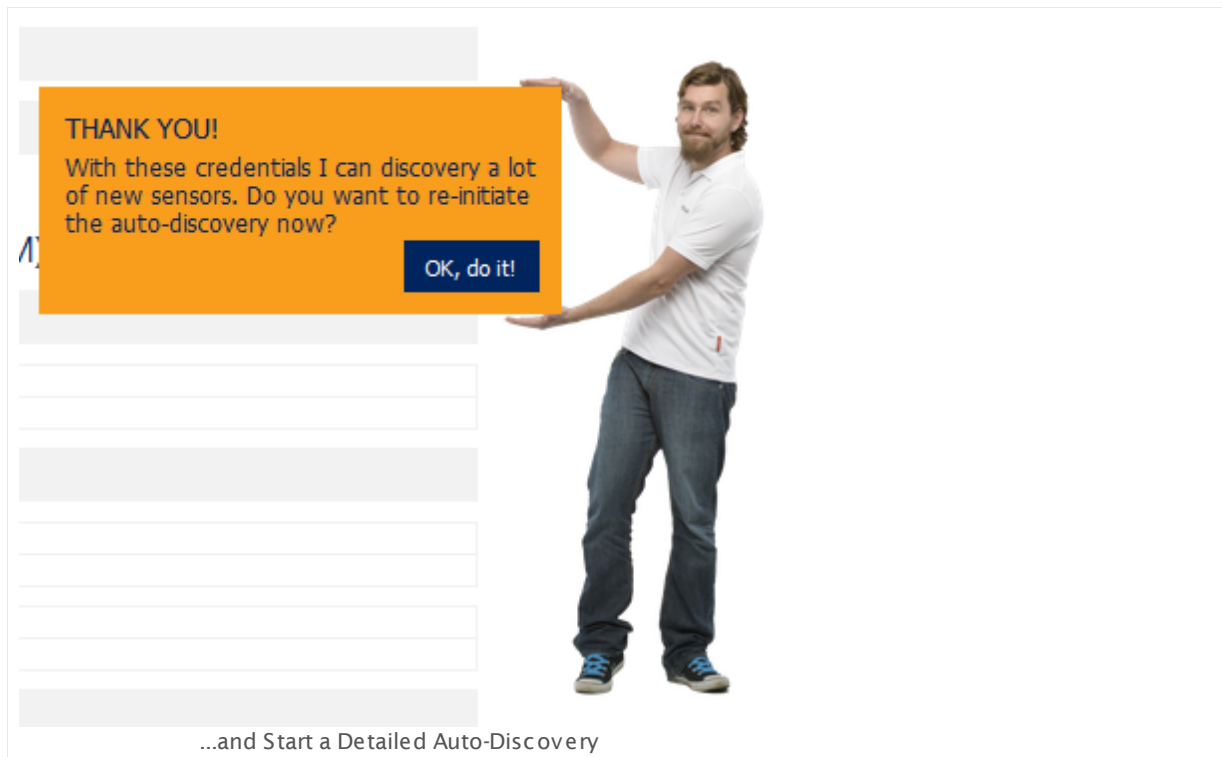 THANK YOU!
With these credentials I can discovery a lot
of new sensors. Do you want to re-initiate
the auto-discovery now?
M)
OK, do it!
...and Start a Detailed Auto-Discovery